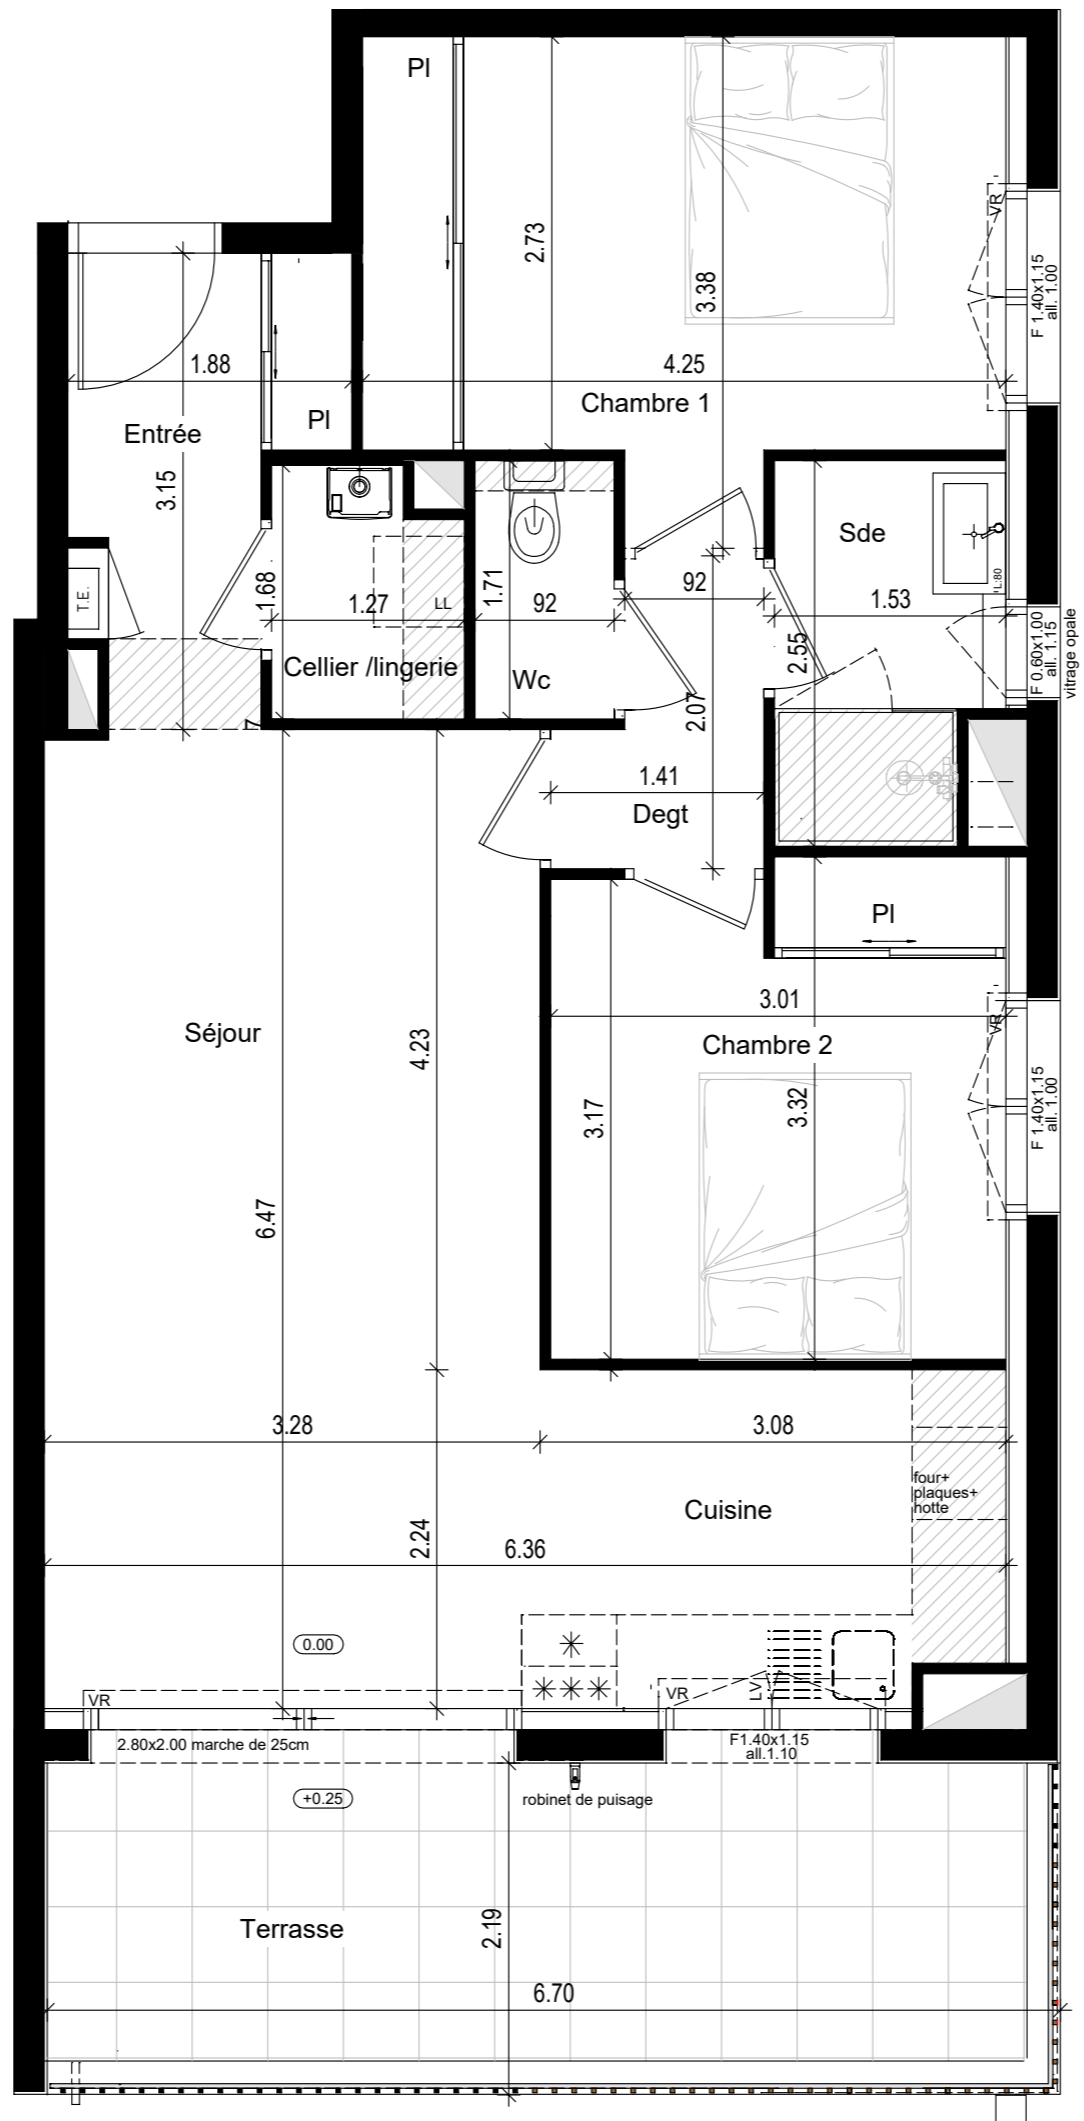 Pl
2.73
3.38
VR
F 1.40x1.15
all. 1.00
1.88
4.25
Chambre 1
Pl
Entrée
3.15
Sde
T.E.
1.68
1.27
LL
1.71
92
92
L:80
1.53
F 0.60x1.00
all. 1.15
vitrage opale
Cellier /lingerie
Wc
2.55
2.07
7
1.41
Degt
Pl
3.01
Séjour
4.23
Chambre 2
VR
F 1.40x1.15
all. 1.00
3.17
3.32
6.47
3.28
3.08
four+
plaques+
hotte
Cuisine
2.24
6.36
0.00
VR
VR
LV
2.80x2.00 marche de 25cm
F1.40x1.15
all.1.10
+0.25
robinet de puisage
Terrasse
2.19
6.70